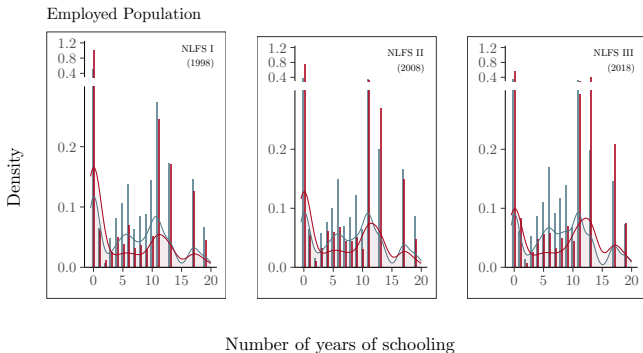 Employed Population
NLFS I
(1998)
NLFS II
(2008)
NLFS III
(2018)
1.2
0.8
0.4
0.2
0.1
0.0
1.2
0.8
0.4
0.2
0.1
0.0
1.2
0.8
0.4
0.2
0.1
0.0
Density
0 5 10 15 20
0 5 10 15 20
0 5 10 15 20
Number of years of schooling